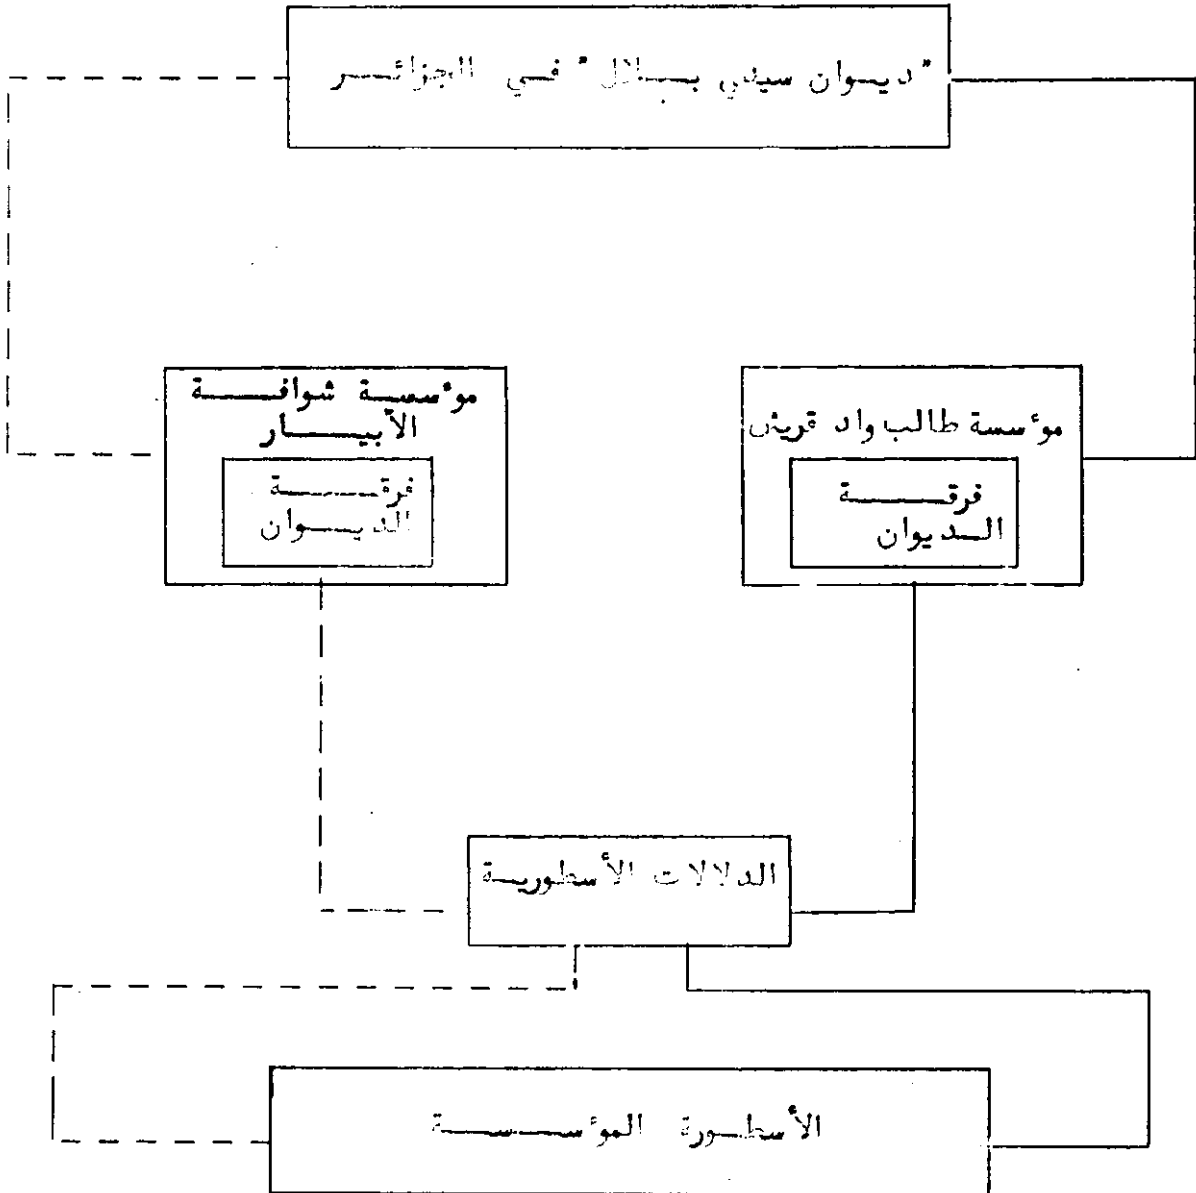 "ديوان سيدي بلال" في الجزائر
مؤسسة طالب واد قريش
فرقة
الديوان
مؤسسة شوافة
الأبيار
فرقة
الديوان
الدلالات الأسطورية
الأسطورة المؤسسة